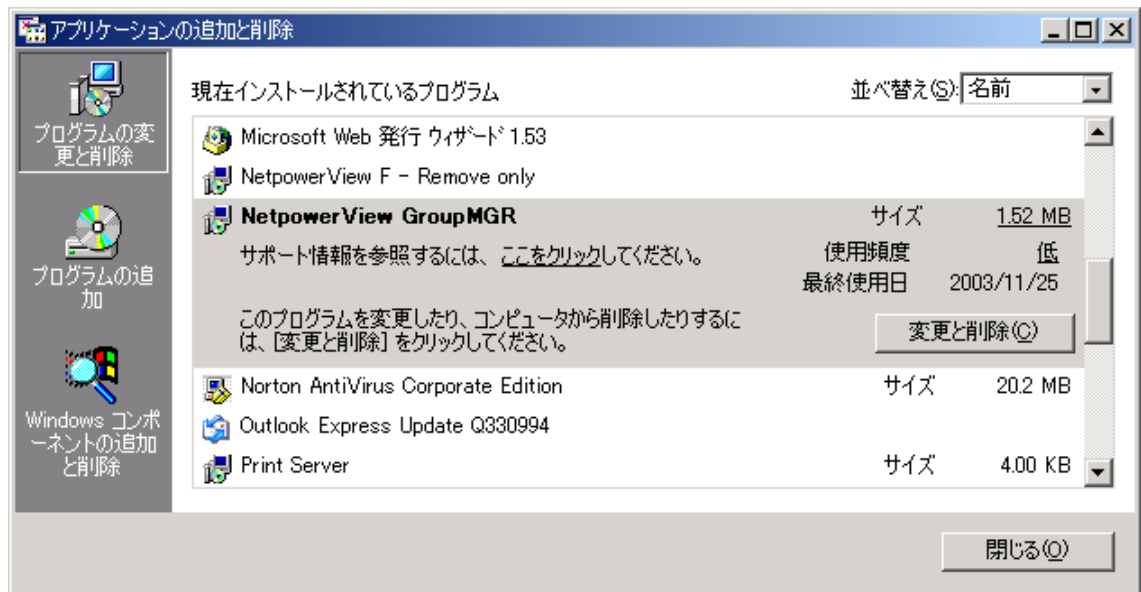 アプリケーションの追加と削除
プログラムの変
更と削除
プログラムの追
加
Windows コンポ
ーネントの追加
と削除
現在インストールされているプログラム
並べ替え(S): 名前
Microsoft Web 発行 ウィザード 1.53
NetpowerView F - Remove only
NetpowerView GroupMGR サイズ 1.52 MB
サポート情報を参照するには、ここをクリックしてください。 使用頻度 低
最終使用日 2003/11/25
このプログラムを変更したり、コンピュータから削除したりするに
は、[変更と削除] をクリックしてください。
変更と削除(C)
Norton AntiVirus Corporate Edition サイズ 20.2 MB
Outlook Express Update Q330994
Print Server サイズ 4.00 KB
閉じる(O)